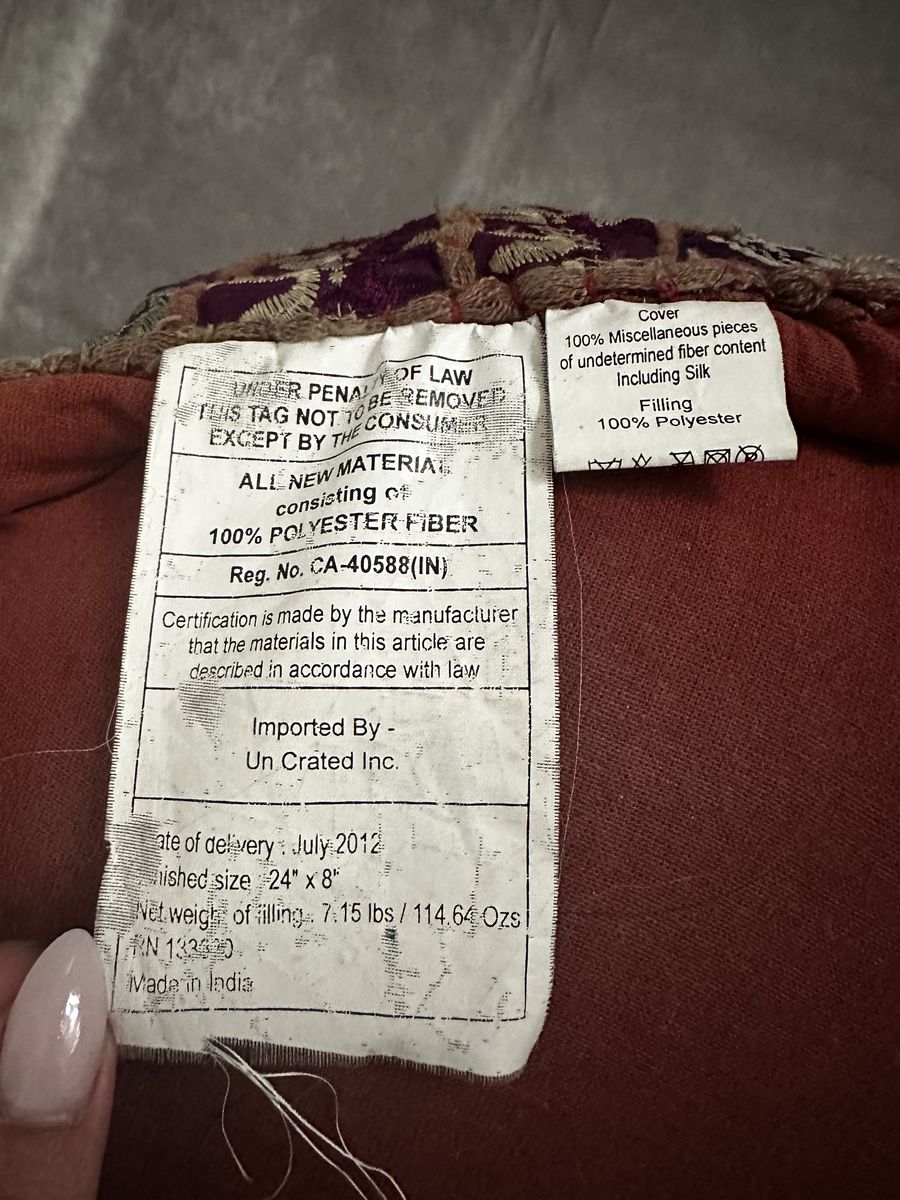 UNDER PENALTY OF LAW
THIS TAG NOT TO BE REMOVED
EXCEPT BY THE CONSUMER
ALL NEW MATERIAL
consisting of
100% POLYESTER FIBER
Reg. No. CA-40588(IN)
Certification is made by the manufacturer
that the materials in this article are
described in accordance with law
Imported By -
Un Crated Inc.
ate of delivery : July 2012
nished size 24" x 8"
Net weight of filling : 7.15 lbs / 114.64 Ozs
RN
Made in India
Cover
100% Miscellaneous pieces
of undetermined fiber content
Including Silk
Filling
100% Polyester